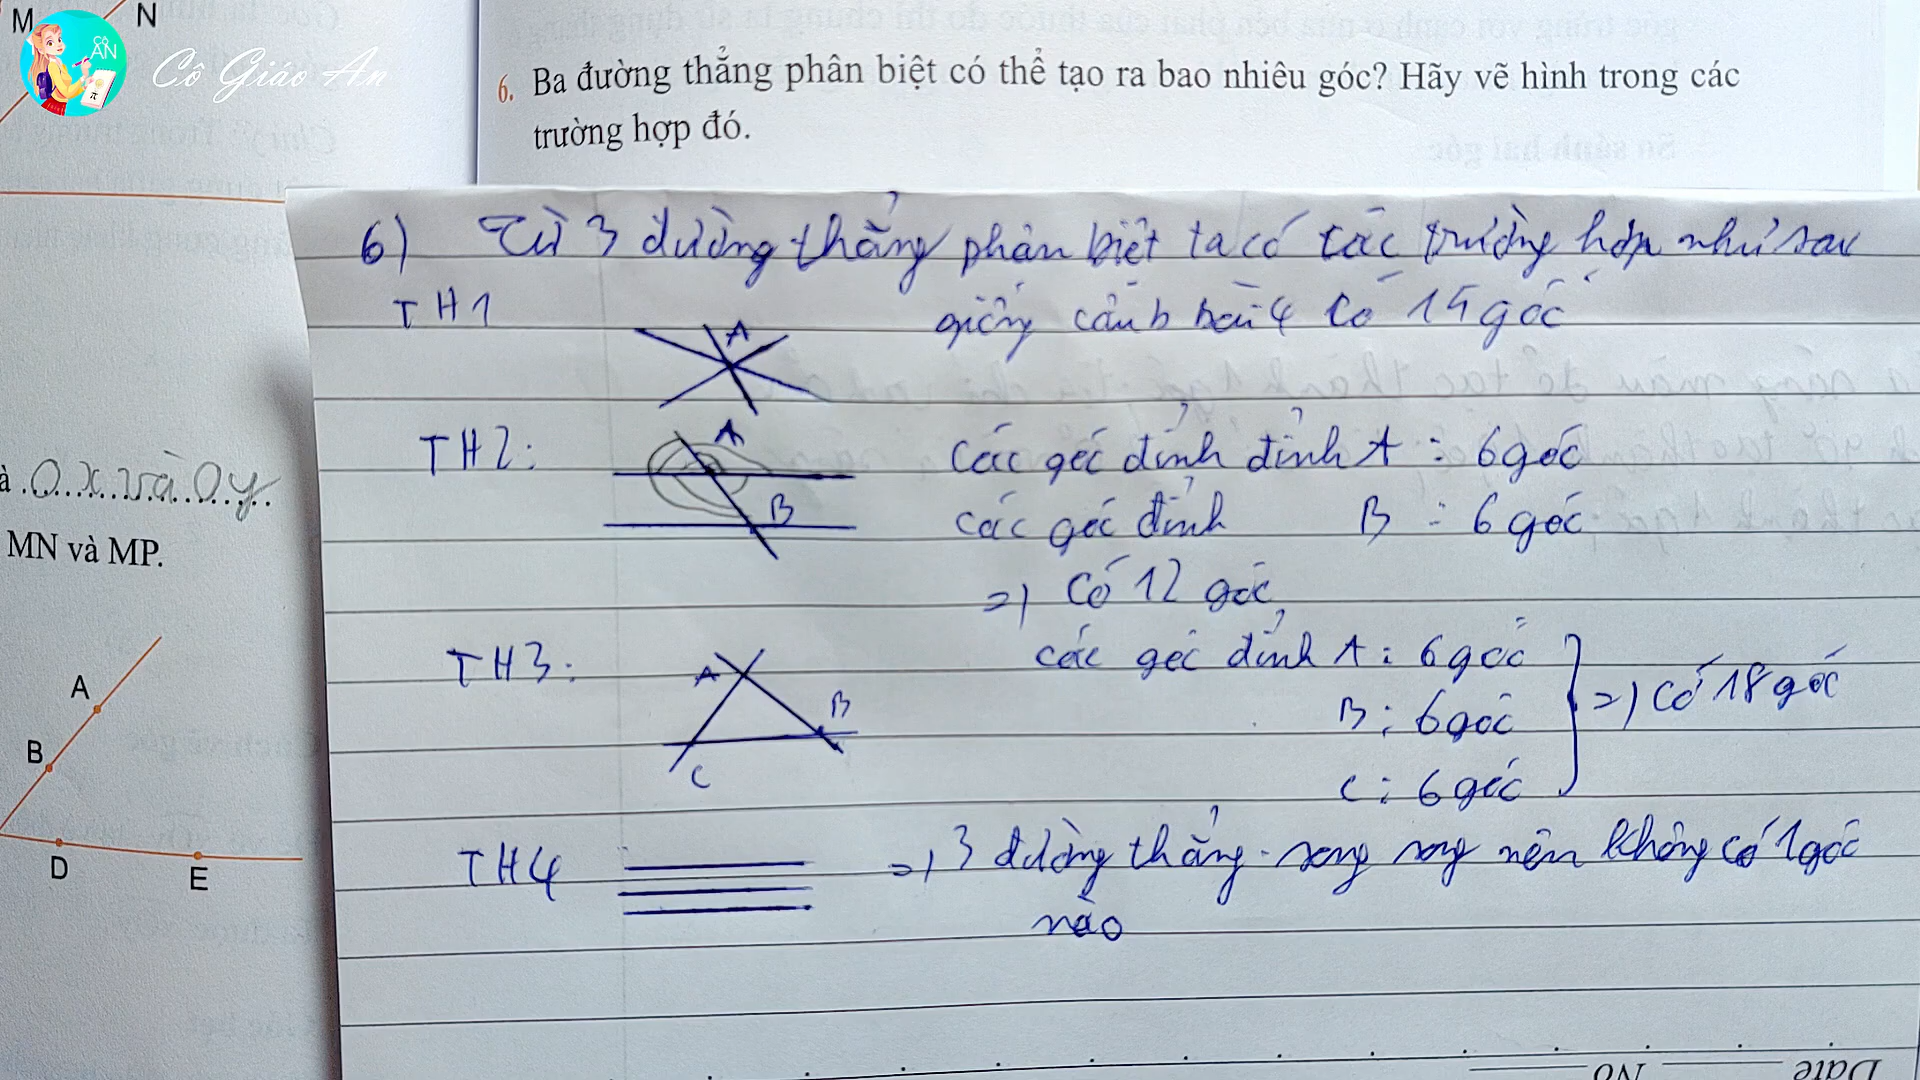 M
N
CÔ AN
π
Cô Giáo An
6. Ba đường thẳng phân biệt có thể tạo ra bao nhiêu góc? Hãy vẽ hình trong các
trường hợp đó.
6) Từ 3 đường thẳng phân biệt ta có các trường hợp như sau
TH1
A
giống câu b bài 4 có 15 góc
TH2:
A
B
các góc đỉnh đỉnh A : 6 góc
các góc đỉnh B : 6 góc
=) Có 12 góc
TH3:
A
B
C
các góc đỉnh A : 6 góc
B : 6 góc
C : 6 góc
=) Có 18 góc
TH4
=) 3 đường thẳng song song nên không có 1 góc
nào
à .Ox và Oy
MN và MP.
A
B
D
E
No
Date